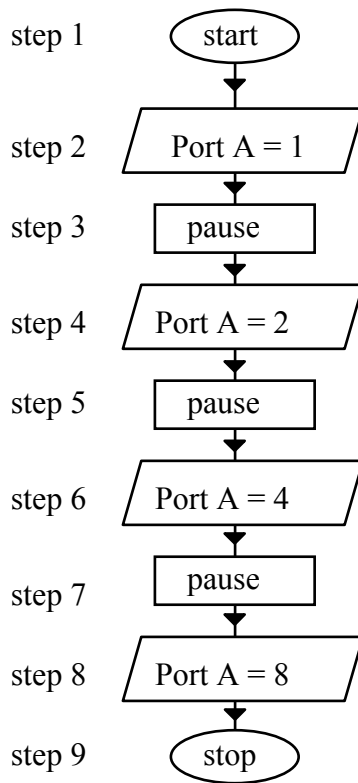 step 1 start
step 2 Port A = 1
step 3 pause
step 4 Port A = 2
step 5 pause
step 6 Port A = 4
step 7 pause
step 8 Port A = 8
step 9 stop